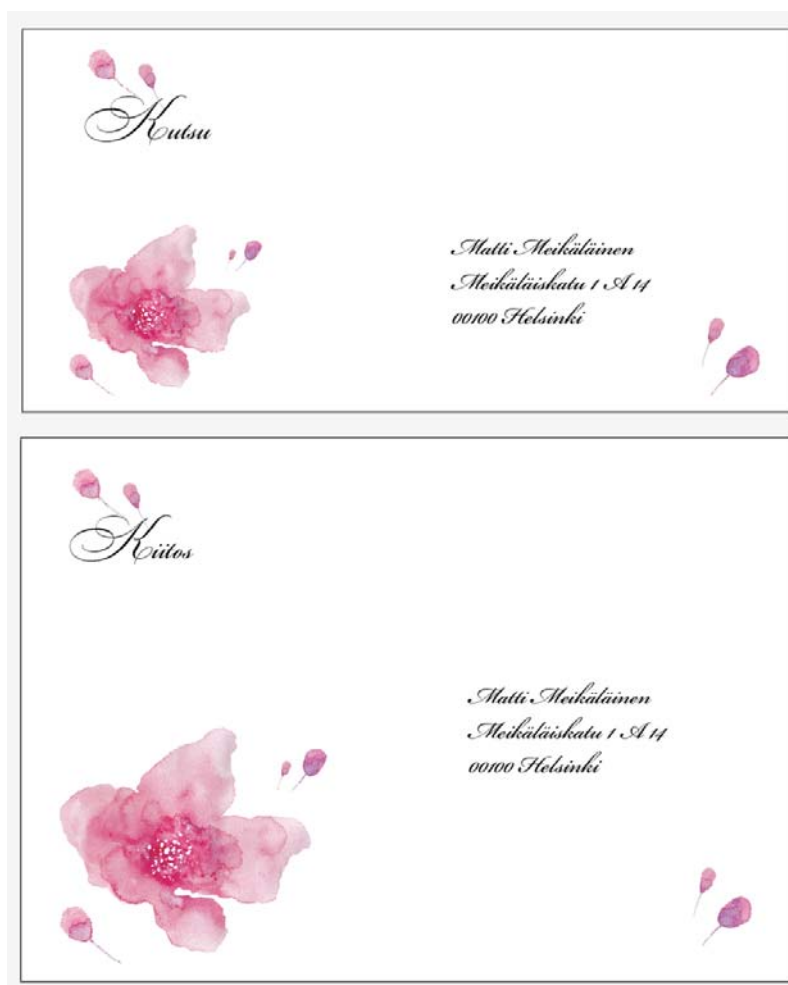 Kutsu
Matti Meikäläinen
Meikäläiskatu 1 A 14
00100 Helsinki
Kiitos
Matti Meikäläinen
Meikäläiskatu 1 A 14
00100 Helsinki